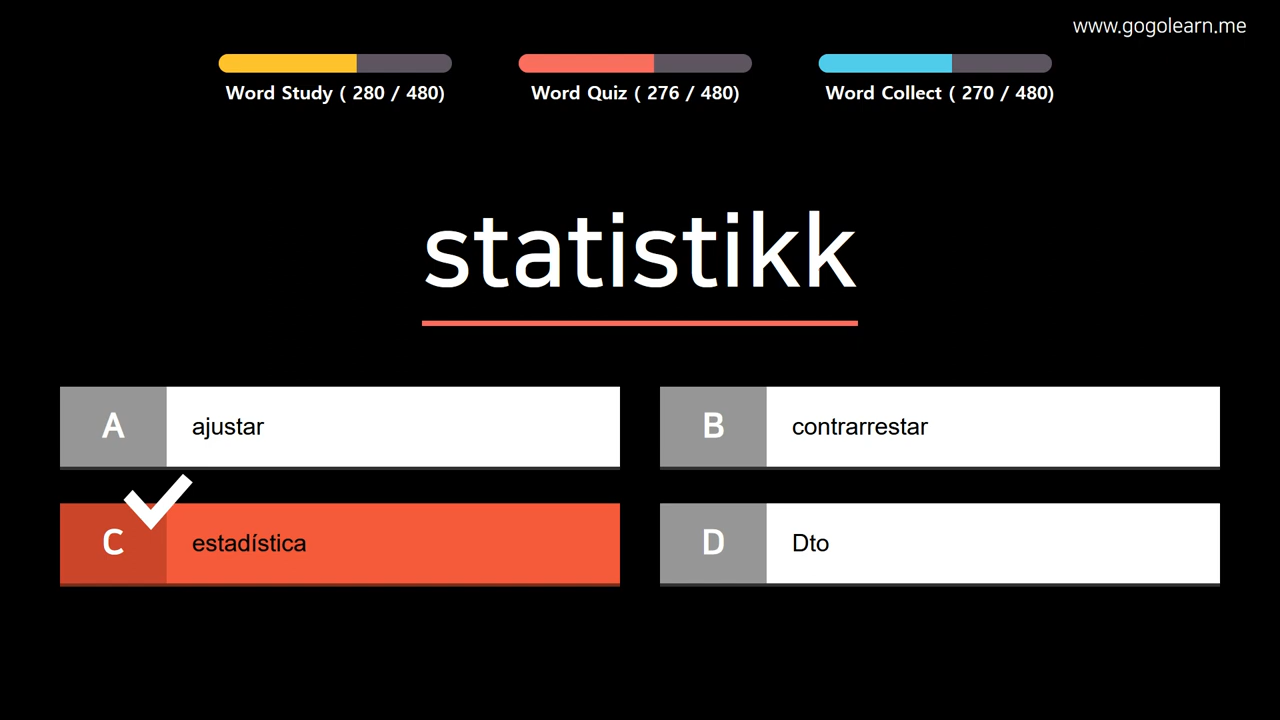 www.gogolearn.me
Word Study ( 280 / 480)
Word Quiz ( 276 / 480)
Word Collect ( 270 / 480)
statistikk
A ajustar
B contrarrestar
C estadística
D Dto